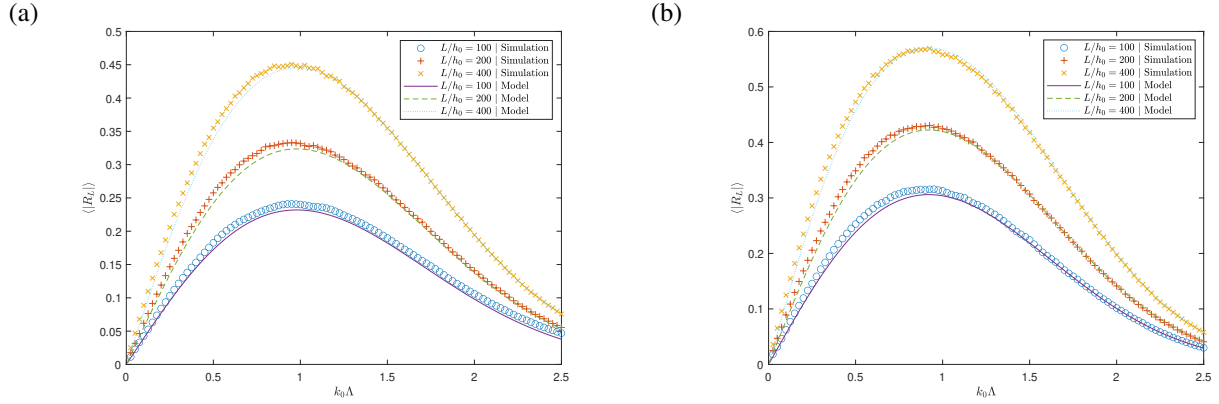 (a)
0.5
0.45
0.4
0.35
0.3
0.25
0.2
0.15
0.1
0.05
0
⟨|R_L|⟩
0 0.5 1 1.5 2 2.5
k_0Λ
L/h_0 = 100 | Simulation
L/h_0 = 200 | Simulation
L/h_0 = 400 | Simulation
L/h_0 = 100 | Model
L/h_0 = 200 | Model
L/h_0 = 400 | Model
(b)
0.6
0.5
0.4
0.3
0.2
0.1
0
⟨|R_L|⟩
0 0.5 1 1.5 2 2.5
k_0Λ
L/h_0 = 100 | Simulation
L/h_0 = 200 | Simulation
L/h_0 = 400 | Simulation
L/h_0 = 100 | Model
L/h_0 = 200 | Model
L/h_0 = 400 | Model